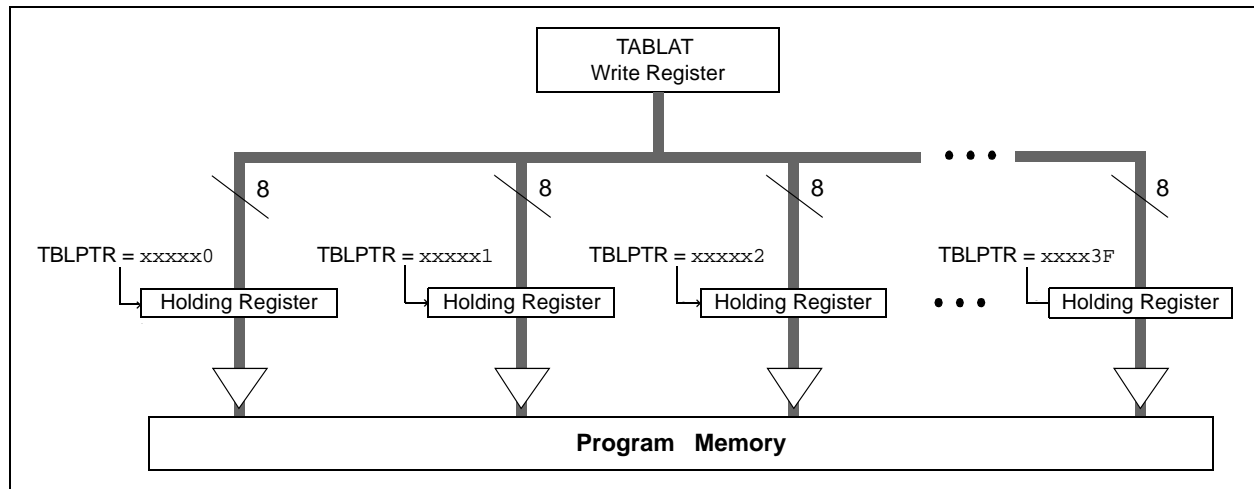 TABLAT
Write Register
8 8 8 8
TBLPTR = xxxxx0 TBLPTR = xxxxx1 TBLPTR = xxxxx2 TBLPTR = xxxx3F
Holding Register Holding Register Holding Register Holding Register
Program Memory